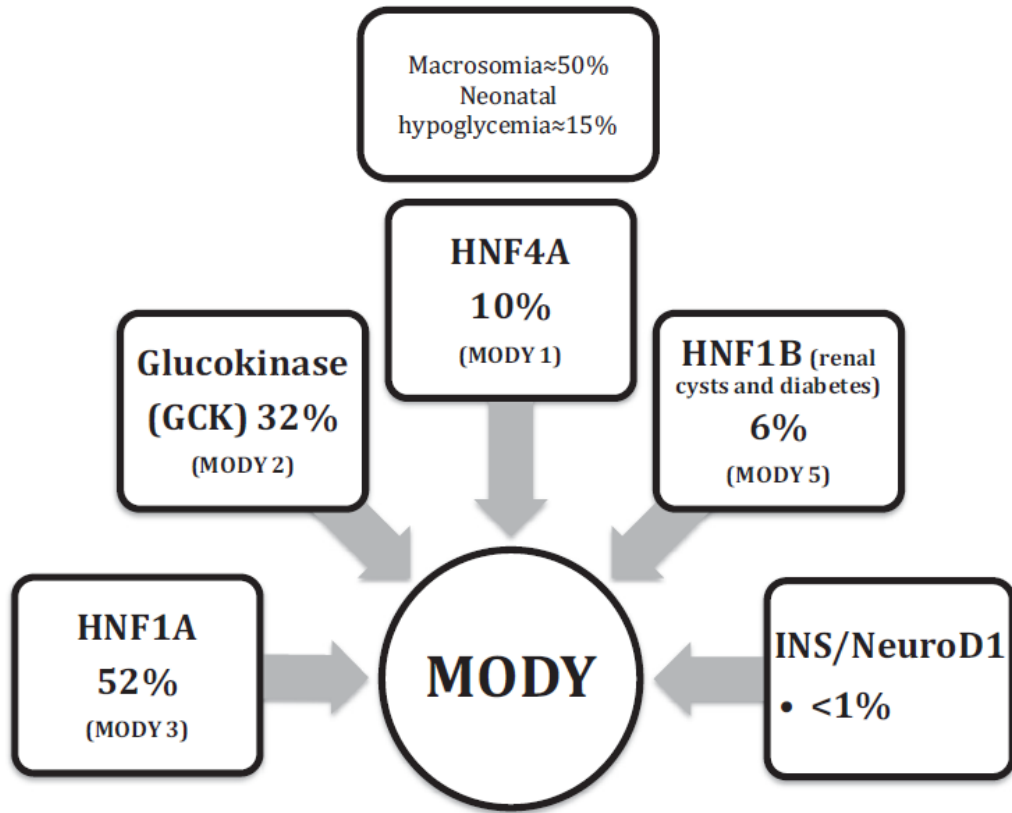 Macrosomia≈50%
Neonatal
hypoglycemia≈15%
HNF4A
10%
(MODY 1)
Glucokinase
(GCK) 32%
(MODY 2)
HNF1B (renal
cysts and diabetes)
6%
(MODY 5)
HNF1A
52%
(MODY 3)
MODY
INS/NeuroD1
• <1%